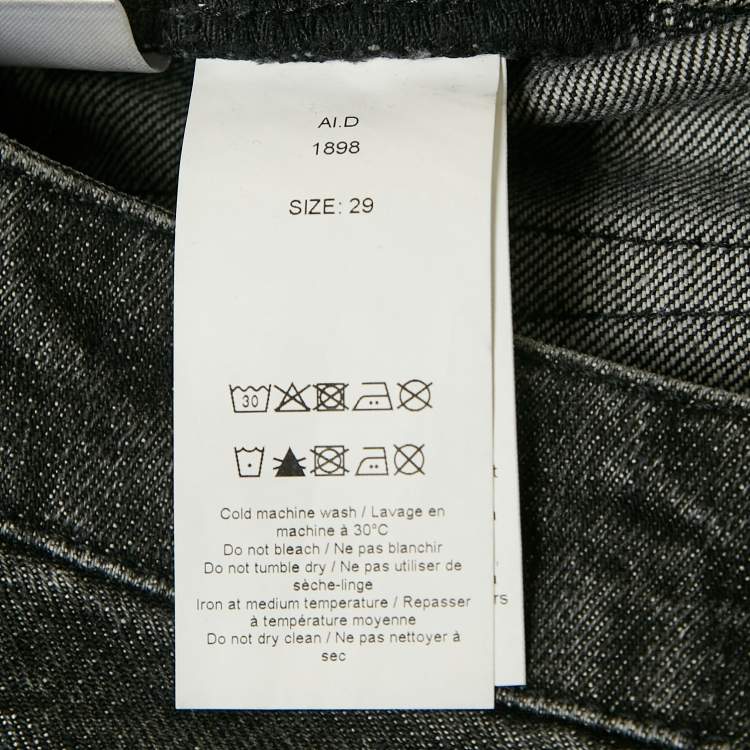 AI.D
1898
SIZE: 29
30
Cold machine wash / Lavage en
machine à 30°C
Do not bleach / Ne pas blanchir
Do not tumble dry / Ne pas utiliser de
sèche-linge
Iron at medium temperature / Repasser
à température moyenne
Do not dry clean / Ne pas nettoyer à
sec